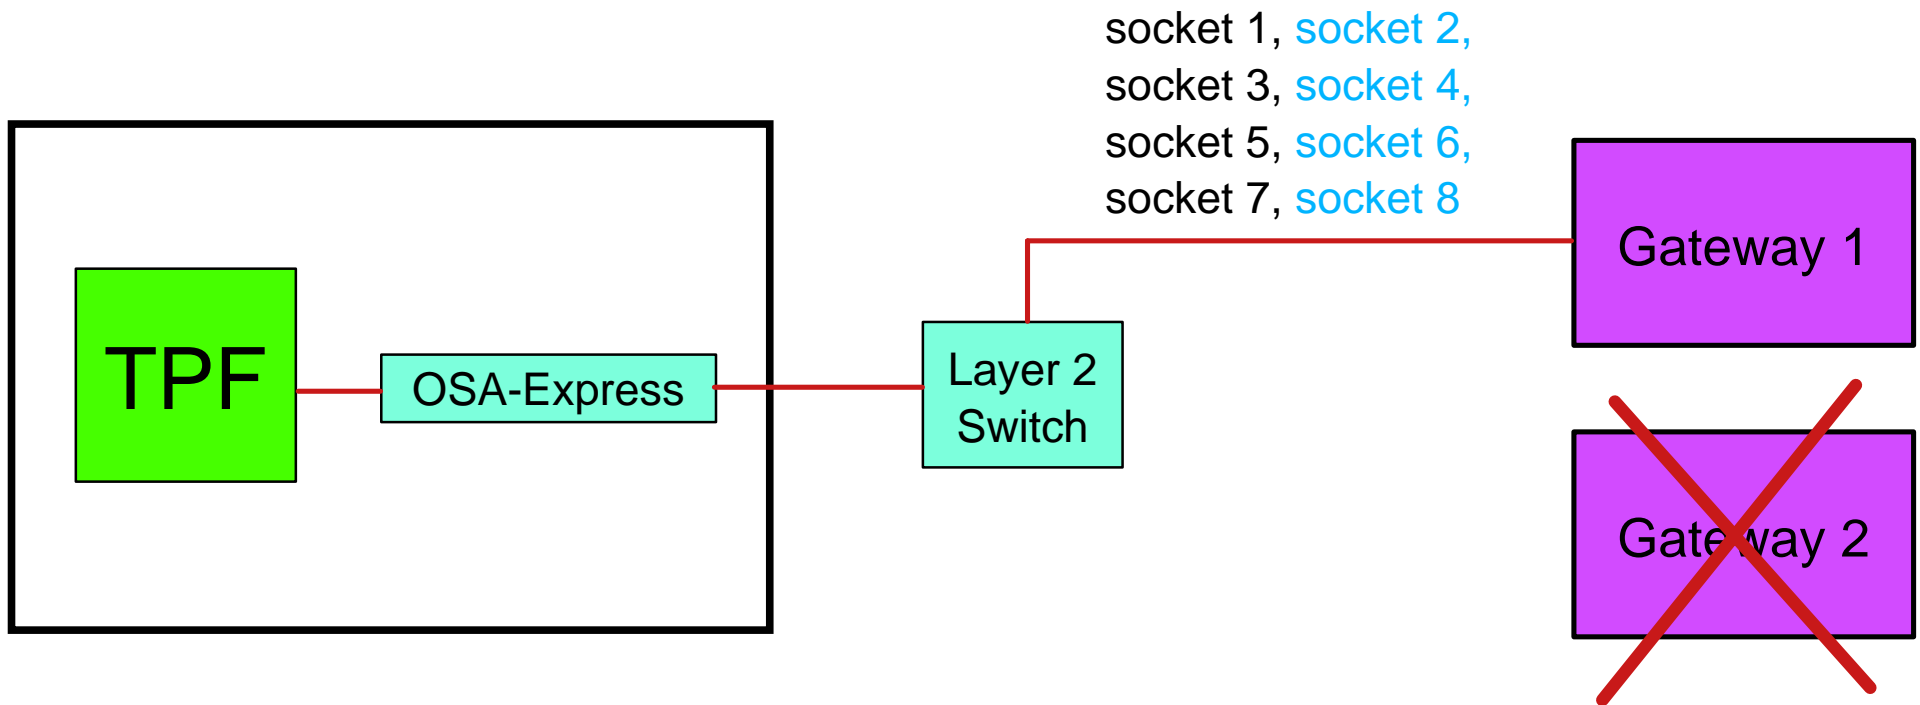 socket 1, socket 2,
socket 3, socket 4,
socket 5, socket 6,
socket 7, socket 8
Gateway 1
TPF
OSA-Express
Layer 2
Switch
Gateway 2